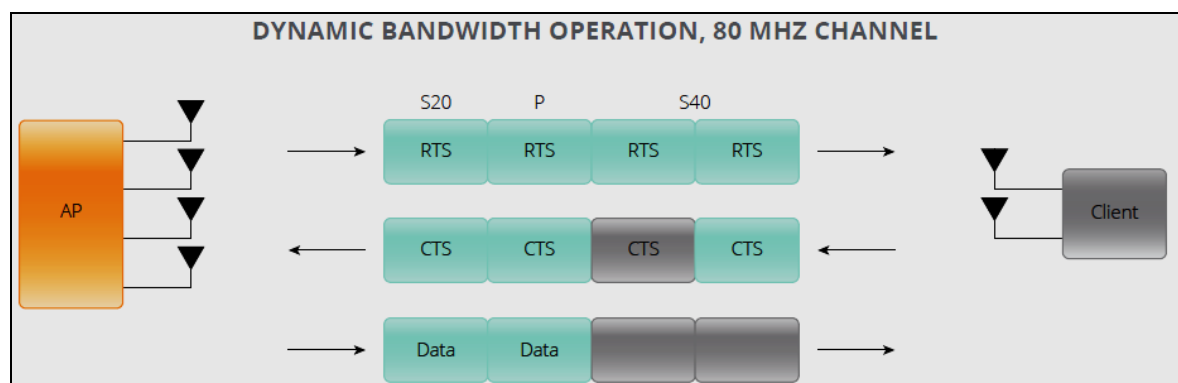 DYNAMIC BANDWIDTH OPERATION, 80 MHZ CHANNEL
S20 P S40
RTS RTS RTS RTS
AP
Client
CTS CTS CTS CTS
Data Data